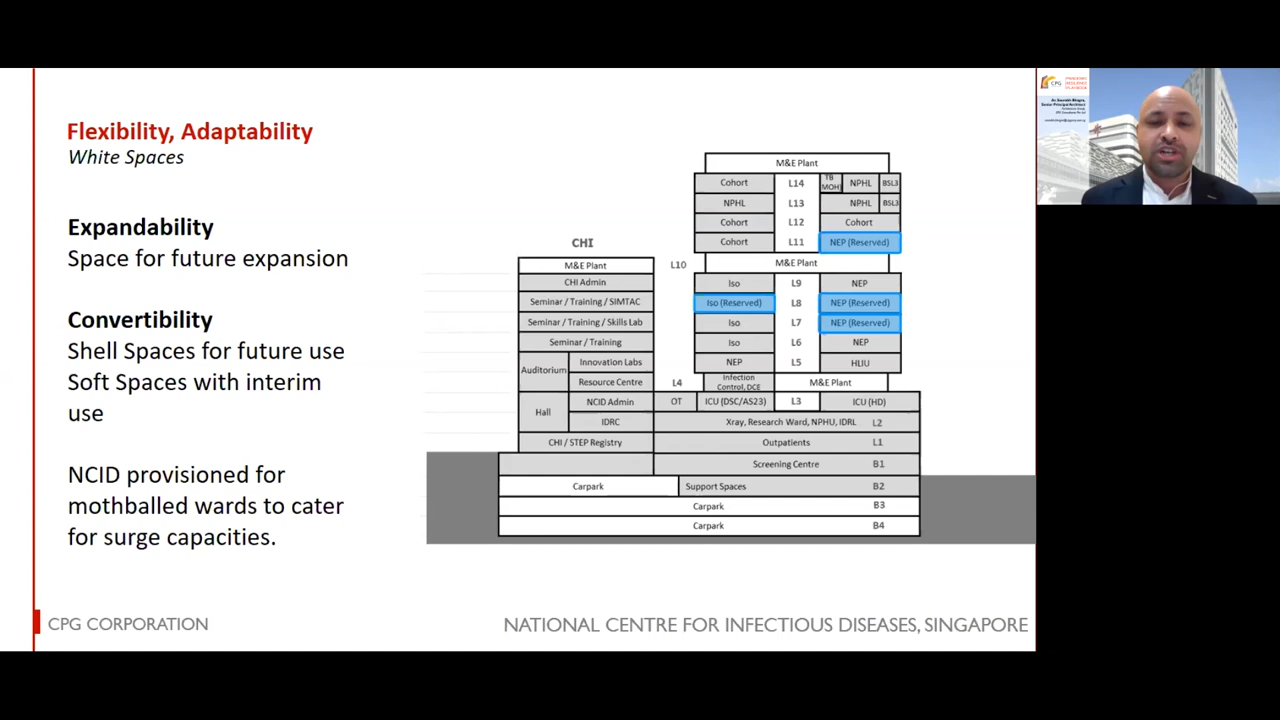 Flexibility, Adaptability
White Spaces
Expandability
Space for future expansion
Convertibility
Shell Spaces for future use
Soft Spaces with interim
use
NCID provisioned for
mothballed wards to cater
for surge capacities.
CHI
M&E Plant
CHI Admin
Seminar / Training / SIMTAC
Seminar / Training / Skills Lab
Seminar / Training
Auditorium
Innovation Labs
Resource Centre
Hall
NCID Admin
IDRC
CHI / STEP Registry
M&E Plant
Cohort L14 TB MOH NPHL BSL3
NPHL L13 NPHL BSL3
Cohort L12 Cohort
Cohort L11 NEP (Reserved)
L10 M&E Plant
Iso L9 NEP
Iso (Reserved) L8 NEP (Reserved)
Iso L7 NEP (Reserved)
Iso L6 NEP
NEP L5 HLIU
L4 Infection Control, DCE M&E Plant
OT ICU (DSC/AS23) L3 ICU (HD)
Xray, Research Ward, NPHU, IDRL L2
Outpatients L1
Screening Centre B1
Carpark Support Spaces B2
Carpark B3
Carpark B4
CPG CORPORATION
NATIONAL CENTRE FOR INFECTIOUS DISEASES, SINGAPORE
CPG